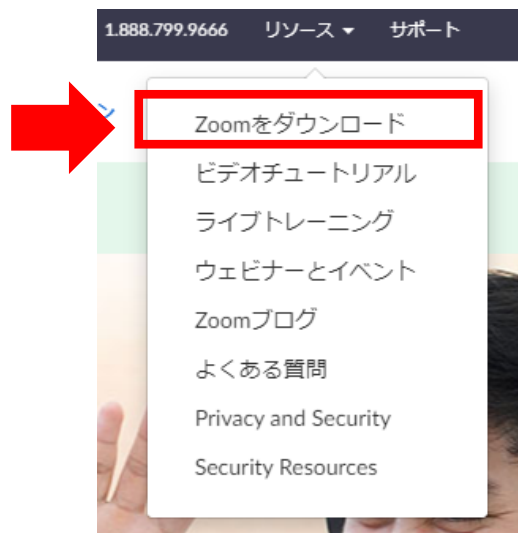 1.888.799.9666 リソース ▼ サポート
ン
Zoomをダウンロード
ビデオチュートリアル
ライブトレーニング
ウェビナーとイベント
Zoomブログ
よくある質問
Privacy and Security
Security Resources